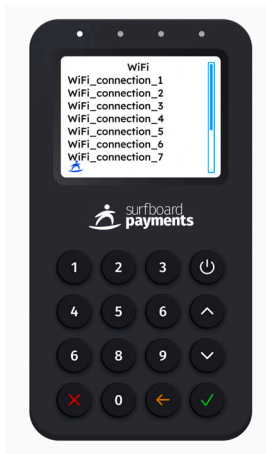 WiFi
WiFi_connection_1
WiFi_connection_2
WiFi_connection_3
WiFi_connection_4
WiFi_connection_5
WiFi_connection_6
WiFi_connection_7
surfboard
payments
1 2 3
4 5 6
6 8 9
0